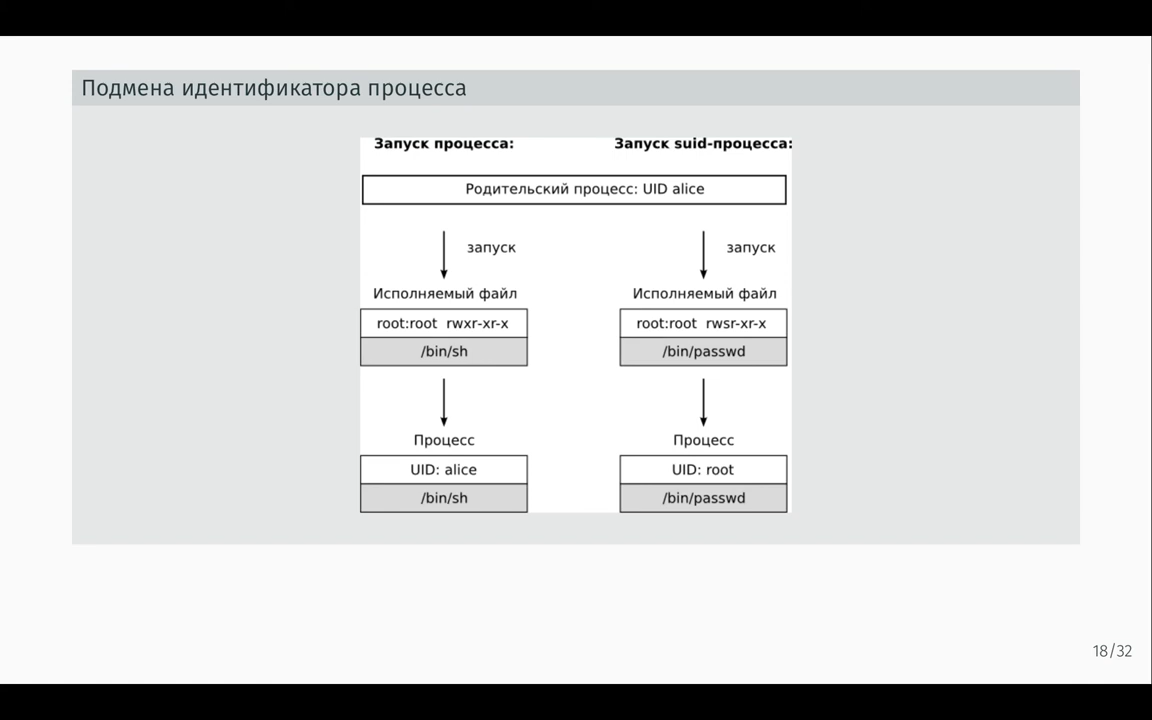 Подмена идентификатора процесса
Запуск процесса:
Запуск suid-процесса:
Родительский процесс: UID alice
запуск
запуск
Исполняемый файл
Исполняемый файл
root:root rwxr-xr-x
root:root rwsr-xr-x
/bin/sh
/bin/passwd
Процесс
Процесс
UID: alice
UID: root
/bin/sh
/bin/passwd
18/32